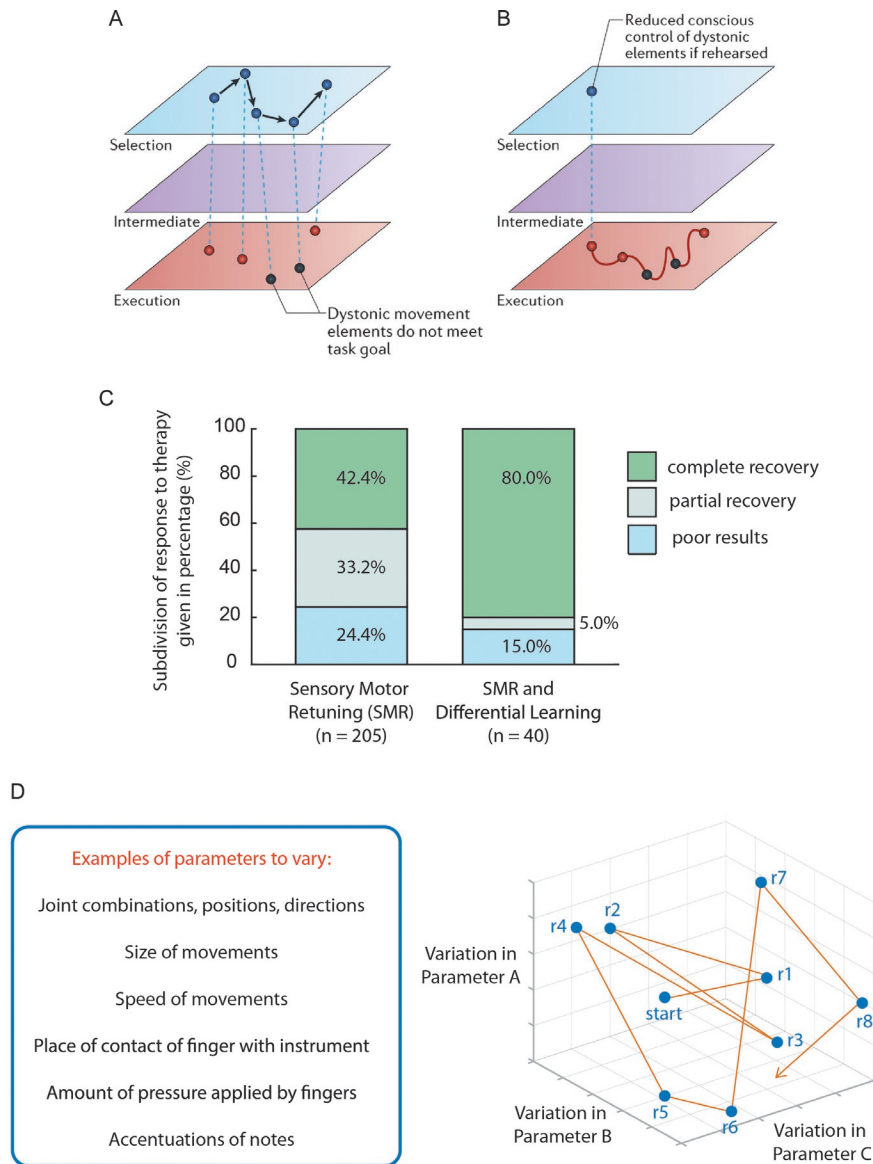 A
Selection
Intermediate
Execution
Dystonic movement
elements do not meet
task goal
B
Reduced conscious
control of dystonic
elements if rehearsed
Selection
Intermediate
Execution
C
Subdivision of response to therapy
given in percentage (%)
100
80
60
40
20
0
42.4%
33.2%
24.4%
80.0%
5.0%
15.0%
Sensory Motor
Retuning (SMR)
(n = 205)
SMR and
Differential Learning
(n = 40)
complete recovery
partial recovery
poor results
D
Examples of parameters to vary:
Joint combinations, positions, directions
Size of movements
Speed of movements
Place of contact of finger with instrument
Amount of pressure applied by fingers
Accentuations of notes
Variation in
Parameter A
Variation in
Parameter B
Variation in
Parameter C
r7
r4
r2
r1
start
r8
r3
r5
r6